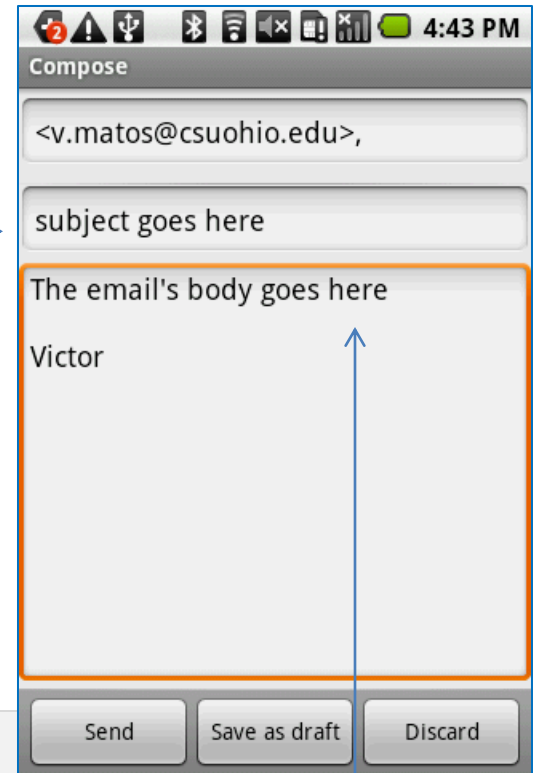 2 4:43 PM
Compose
<v.matos@csuohio.edu>,
subject goes here
The email's body goes here
Victor
Send Save as draft Discard